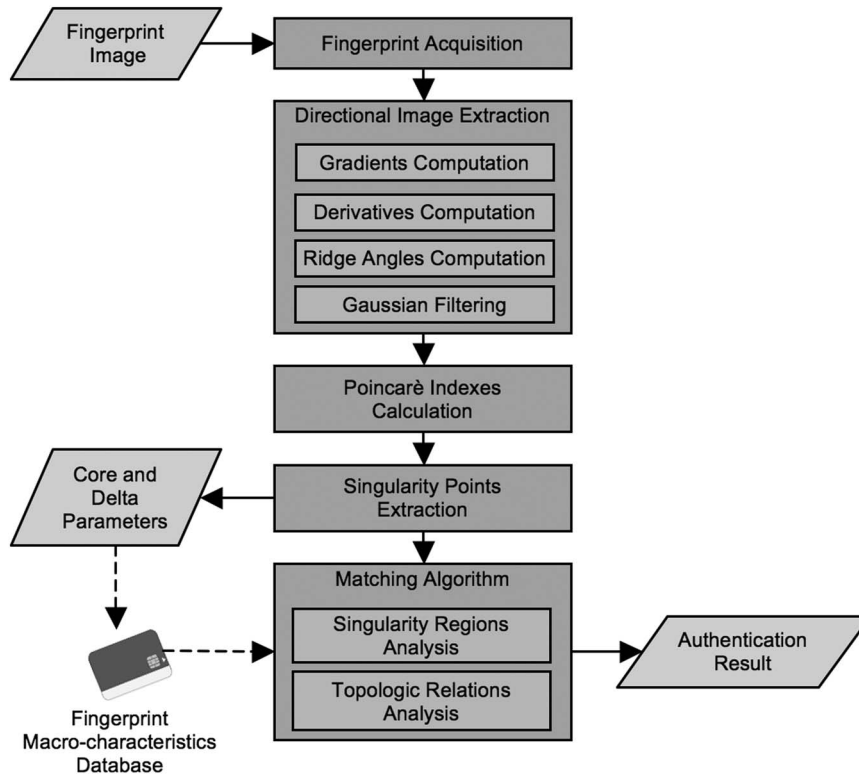 Fingerprint
Image
Fingerprint Acquisition
Directional Image Extraction
Gradients Computation
Derivatives Computation
Ridge Angles Computation
Gaussian Filtering
Poincarè Indexes
Calculation
Core and
Delta
Parameters
Singularity Points
Extraction
Matching Algorithm
Singularity Regions
Analysis
Topologic Relations
Analysis
Authentication
Result
Fingerprint
Macro-characteristics
Database